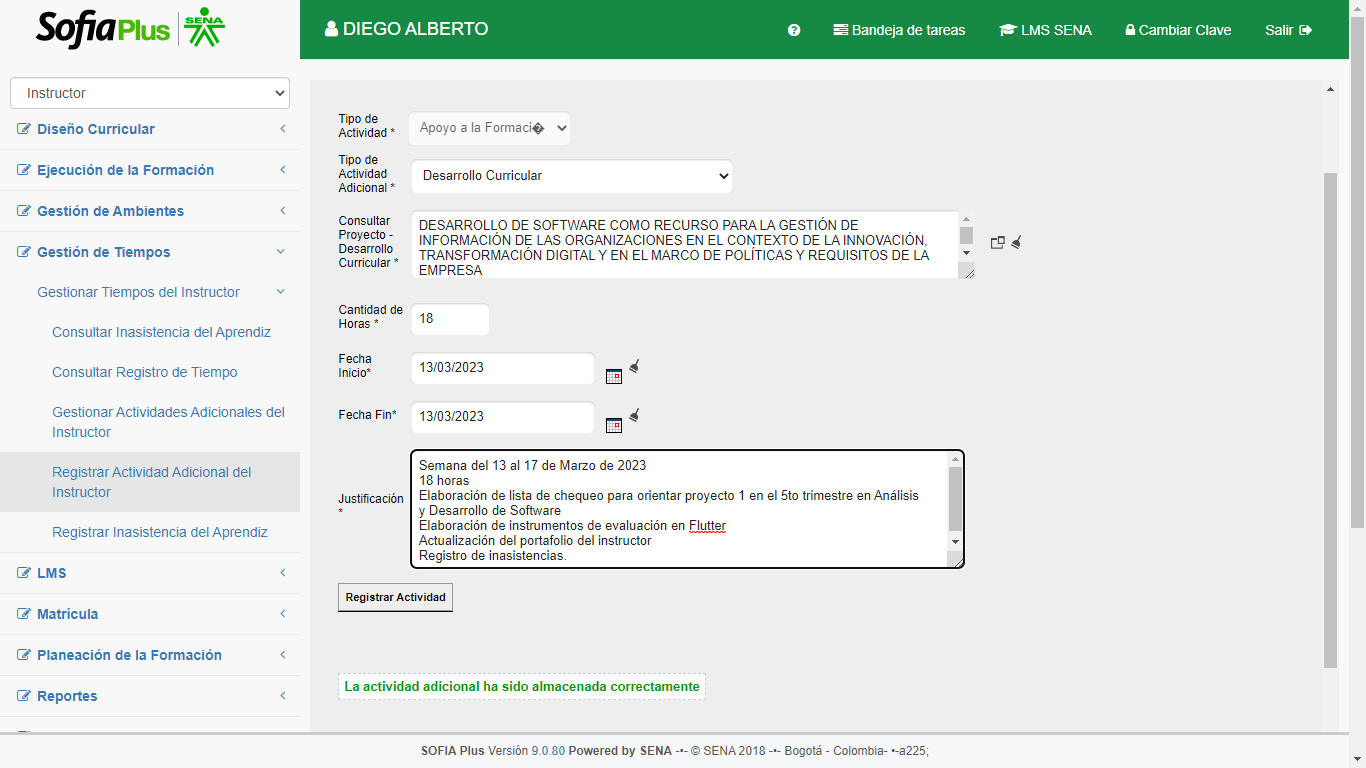 SofiaPlus SENA
DIEGO ALBERTO
Bandeja de tareas
LMS SENA
Cambiar Clave
Salir
Instructor
Diseño Curricular
Ejecución de la Formación
Gestión de Ambientes
Gestión de Tiempos
Gestionar Tiempos del Instructor
Consultar Inasistencia del Aprendiz
Consultar Registro de Tiempo
Gestionar Actividades Adicionales del
Instructor
Registrar Actividad Adicional del
Instructor
Registrar Inasistencia del Aprendiz
LMS
Matrícula
Planeación de la Formación
Reportes
Tipo de
Actividad *
Apoyo a la Formaci�
Tipo de
Actividad
Adicional *
Desarrollo Curricular
Consultar
Proyecto -
Desarrollo
Curricular *
DESARROLLO DE SOFTWARE COMO RECURSO PARA LA GESTIÓN DE
INFORMACIÓN DE LAS ORGANIZACIONES EN EL CONTEXTO DE LA INNOVACIÓN,
TRANSFORMACIÓN DIGITAL Y EN EL MARCO DE POLÍTICAS Y REQUISITOS DE LA
EMPRESA
Cantidad de
Horas *
18
Fecha
Inicio*
13/03/2023
Fecha Fin*
13/03/2023
Justificación
*
Semana del 13 al 17 de Marzo de 2023
18 horas
Elaboración de lista de chequeo para orientar proyecto 1 en el 5to trimestre en Análisis
y Desarrollo de Software
Elaboración de instrumentos de evaluación en Flutter
Actualización del portafolio del instructor
Registro de inasistencias.
Registrar Actividad
La actividad adicional ha sido almacenada correctamente
SOFIA Plus Versión 9.0.80 Powered by SENA -•- © SENA 2018 -•- Bogotá - Colombia- •-a225;